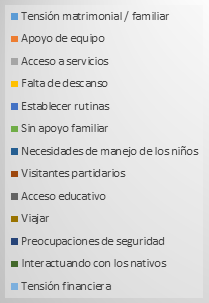 Tensión matrimonial / familiar
Apoyo de equipo
Acceso a servicios
Falta de descanso
Establecer rutinas
Sin apoyo familiar
Necesidades de manejo de los niños
Visitantes partidarios
Acceso educativo
Viajar
Preocupaciones de seguridad
Interactuando con los nativos
Tensión financiera